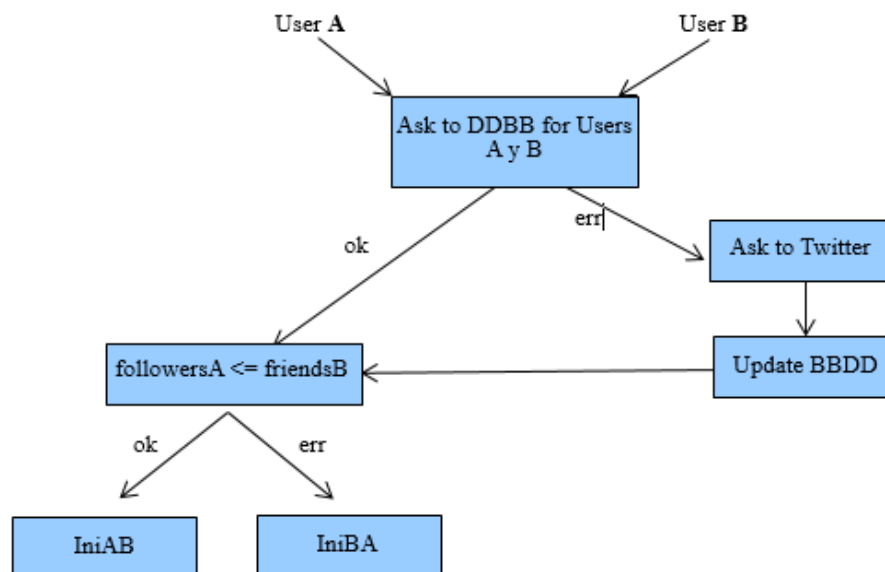 User A
User B
Ask to DDBB for Users
A y B
err
ok
Ask to Twitter
followersA <= friendsB
Update BBDD
ok
err
IniAB
IniBA